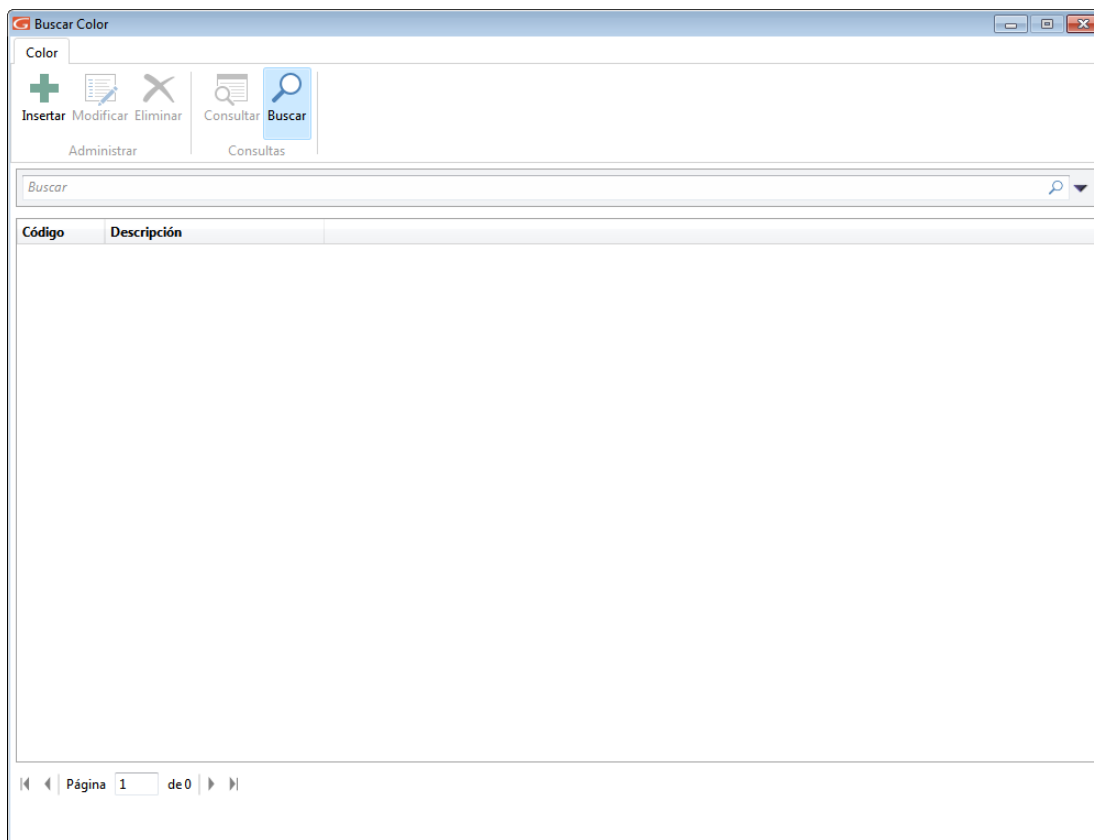 Buscar Color
Color
Insertar Modificar Eliminar Consultar Buscar
Administrar Consultas
Buscar
Código Descripción
Página 1 de 0